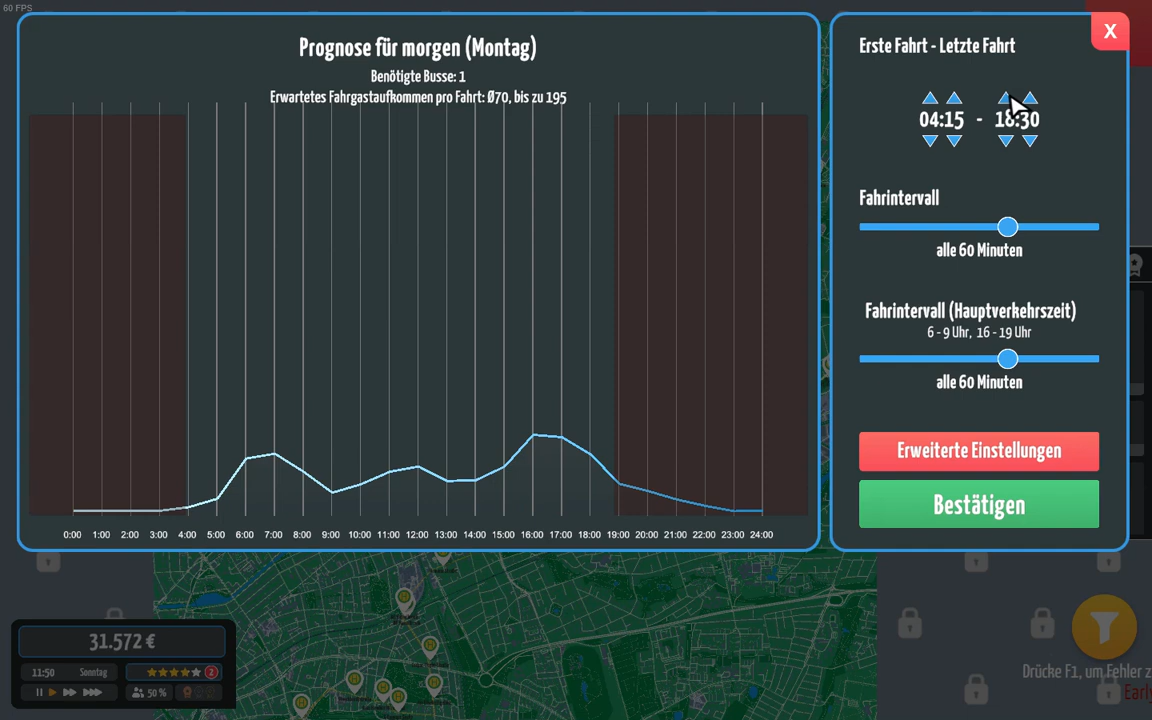 60 FPS
Prognose für morgen (Montag)
Benötigte Busse: 1
Erwartetes Fahrgastaufkommen pro Fahrt: Ø70, bis zu 195
0:00 1:00 2:00 3:00 4:00 5:00 6:00 7:00 8:00 9:00 10:00 11:00 12:00 13:00 14:00 15:00 16:00 17:00 18:00 19:00 20:00 21:00 22:00 23:00 24:00
X
Erste Fahrt - Letzte Fahrt
04:15 - 18:30
Fahrintervall
alle 60 Minuten
Fahrintervall (Hauptverkehrszeit)
6 - 9 Uhr, 16 - 19 Uhr
alle 60 Minuten
Erweiterte Einstellungen
Bestätigen
31.572 €
11:50 Sonntag 2
50 %
Drücke F1, um Fehler z
Early